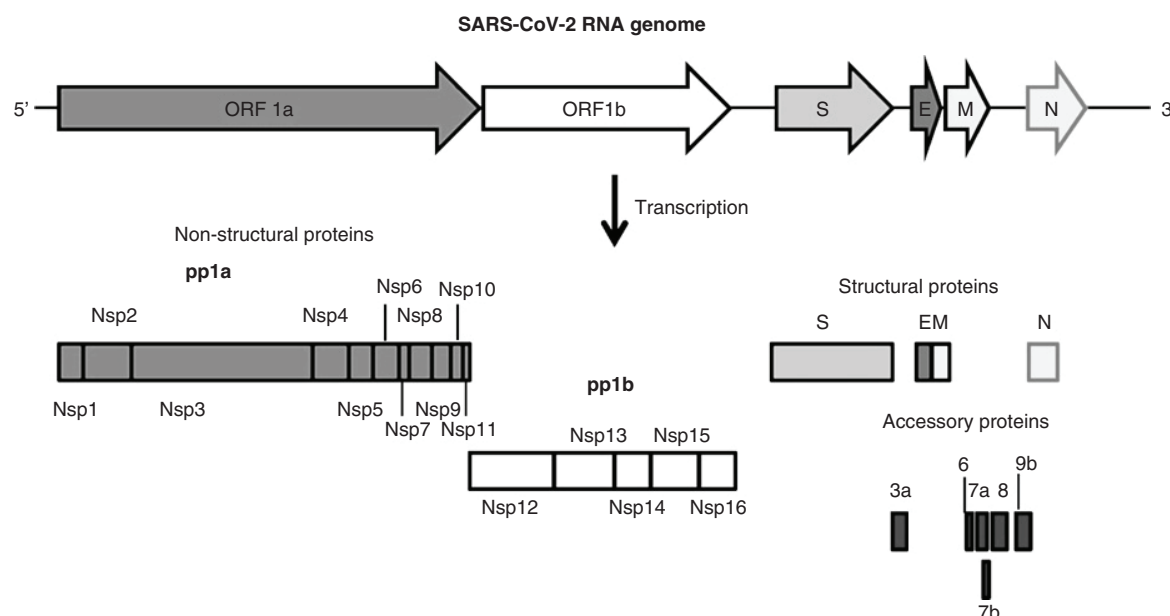 SARS-CoV-2 RNA genome
5' ORF 1a ORF1b S E M N 3
Transcription
Non-structural proteins
pp1a
Nsp6 Nsp10
Structural proteins
Nsp2 Nsp4 Nsp8
S EM N
pp1b
Nsp1 Nsp3 Nsp5 Nsp9
Nsp7 Nsp11
Accessory proteins
Nsp13 Nsp15
6 9b
3a 7a 8
Nsp12 Nsp14 Nsp16
7b